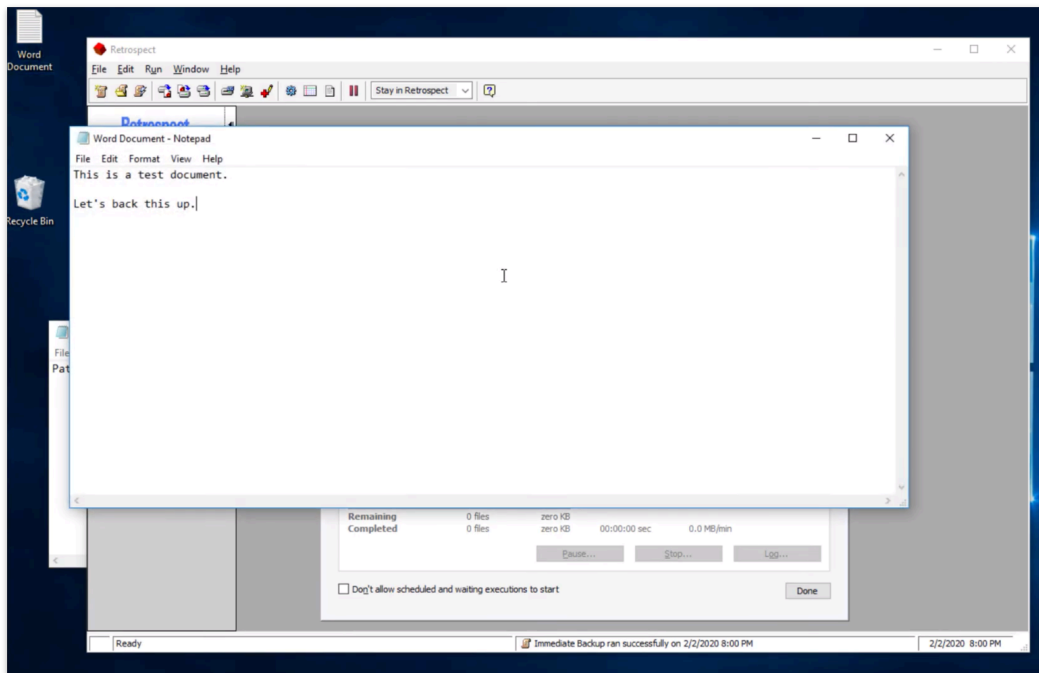 Word
Document
Retrospect
File Edit Run Window Help
Stay in Retrospect
Retrospect
Word Document - Notepad
File Edit Format View Help
This is a test document.
Let's back this up.
Recycle Bin
File
Pat
Remaining 0 files zero KB
Completed 0 files zero KB 00:00:00 sec 0.0 MB/min
Pause... Stop... Log...
Don't allow scheduled and waiting executions to start
Done
Ready
Immediate Backup ran successfully on 2/2/2020 8:00 PM
2/2/2020 8:00 PM